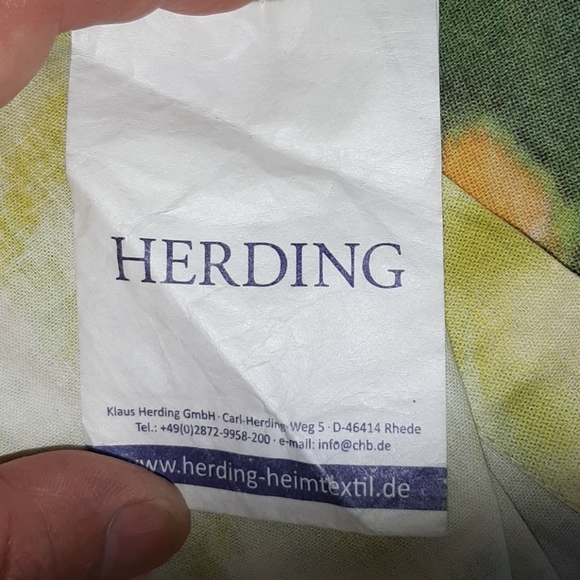 HERDING
Klaus Herding GmbH · Carl-Herding-Weg 5 · D-46414 Rhede
Tel.: +49(0)2872-9958-200 · e-mail: info@chb.de
www.herding-heimtextil.de